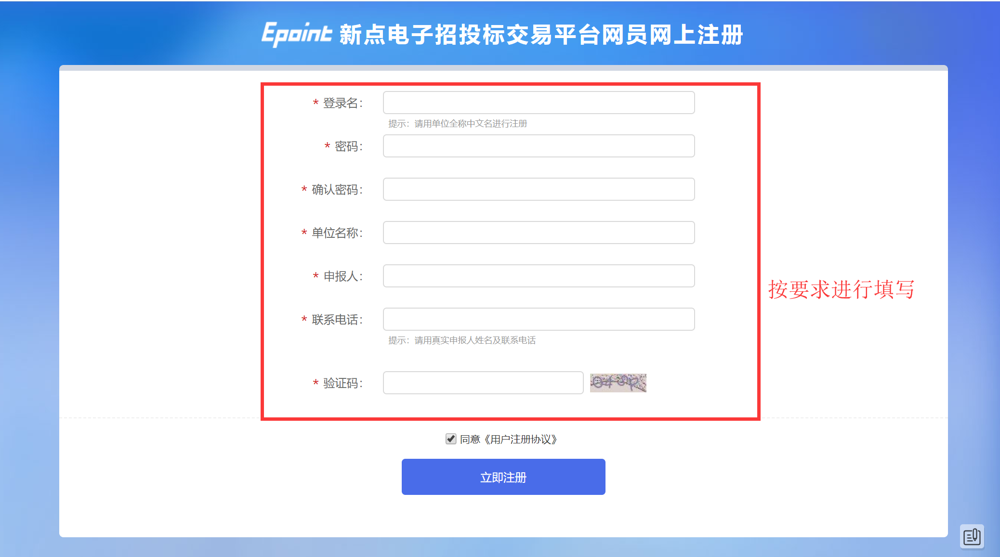 Epoint 新点电子招投标交易平台网员网上注册
* 登录名：
提示：请用单位全称中文名进行注册
* 密码：
* 确认密码：
* 单位名称：
* 申报人：
* 联系电话：
提示：请用真实申报人姓名及联系电话
按要求进行填写
* 验证码：
同意《用户注册协议》
立即注册